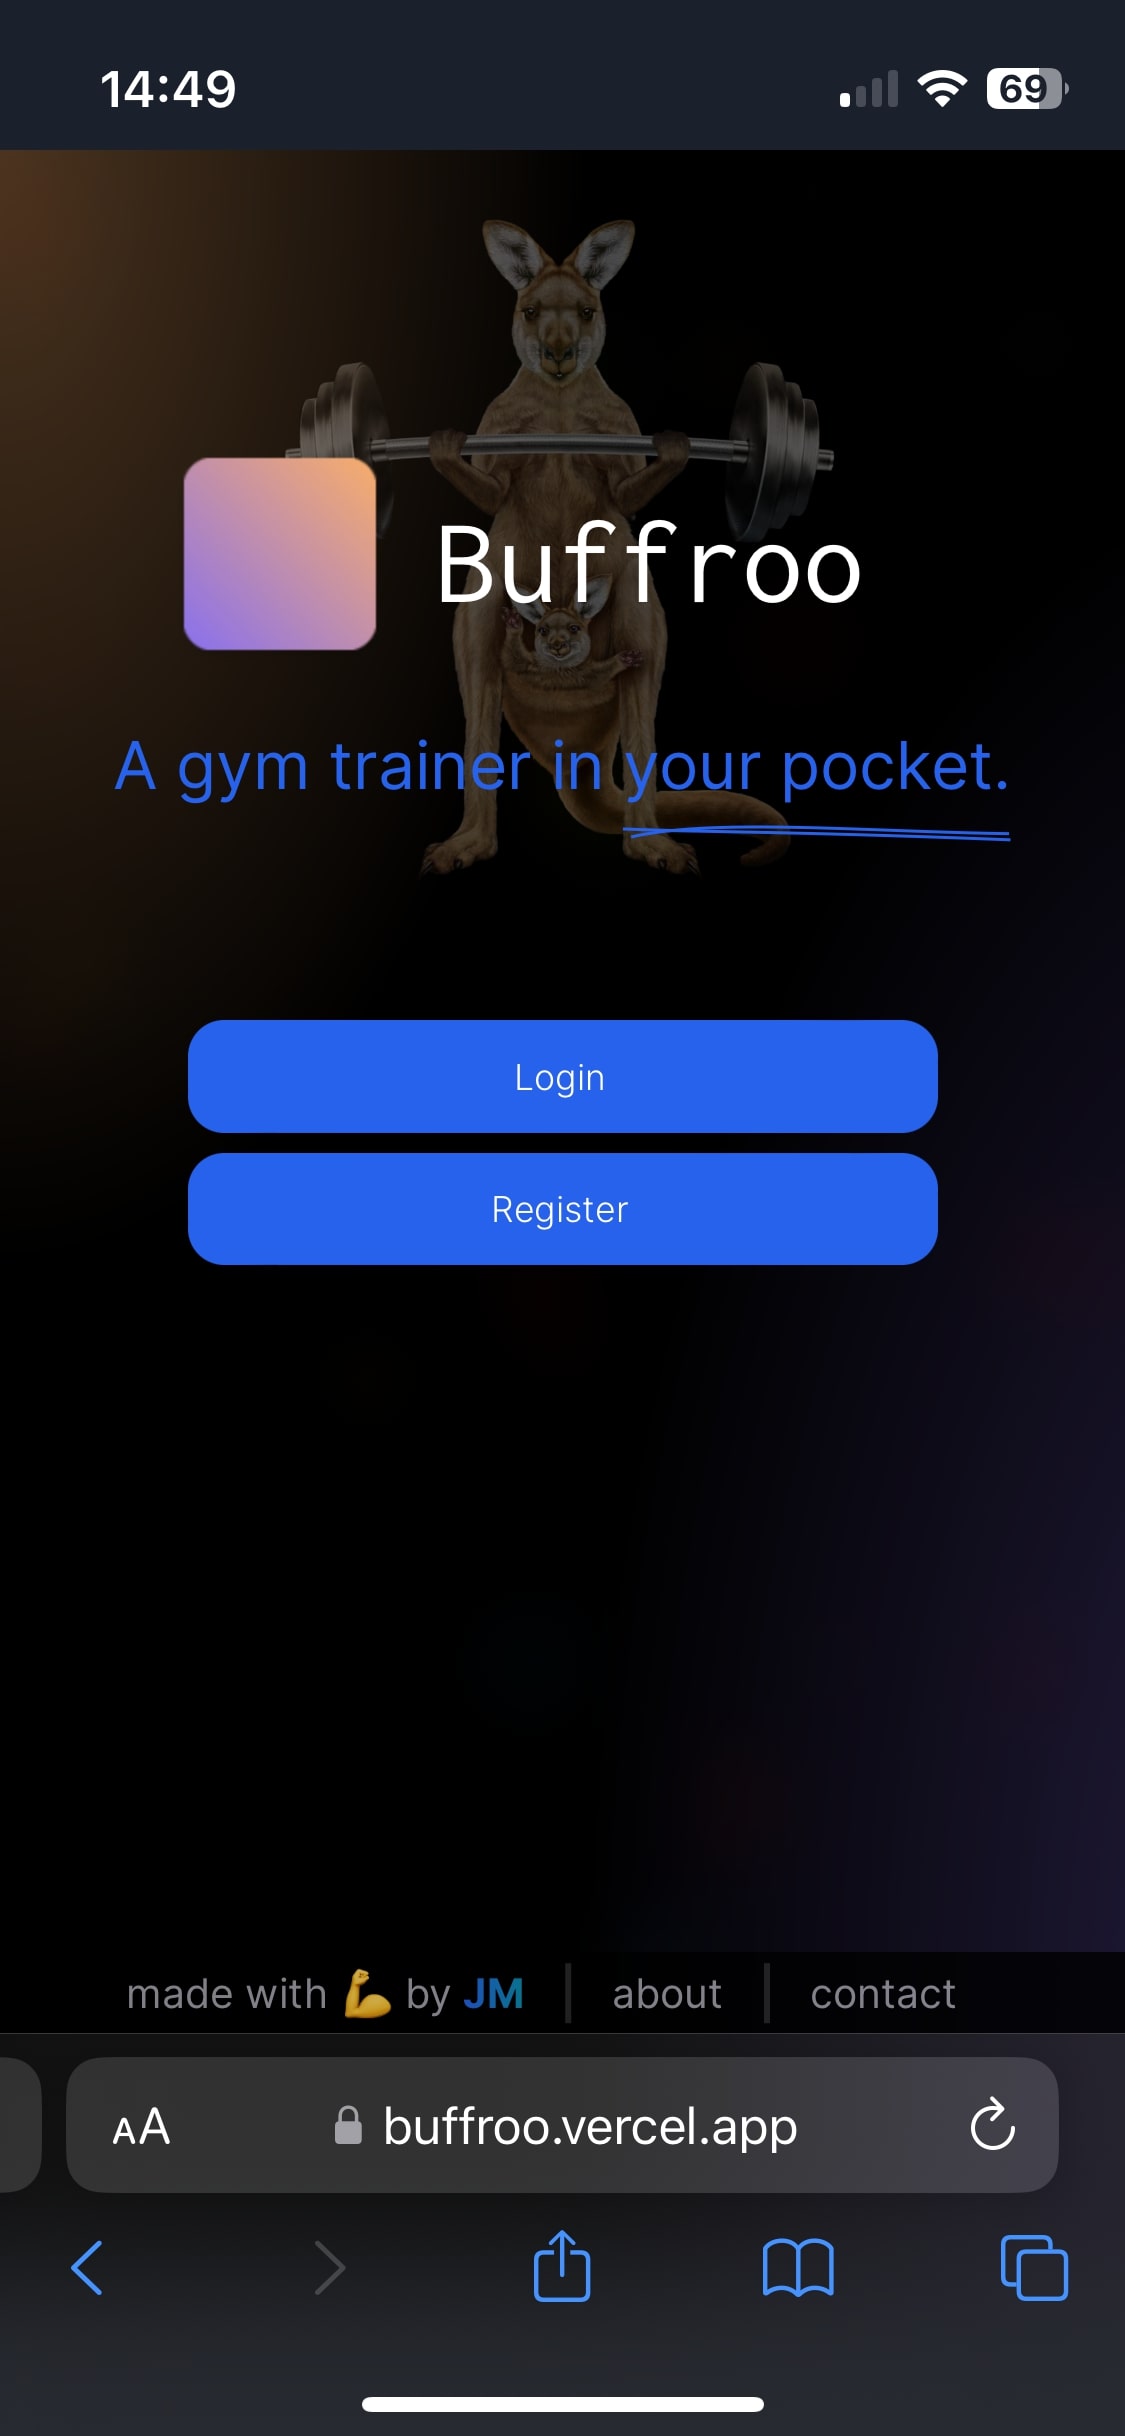 14:49
69
Buffroo
A gym trainer in your pocket.
Login
Register
made with 💪 by JM | about | contact
AA buffroo.vercel.app